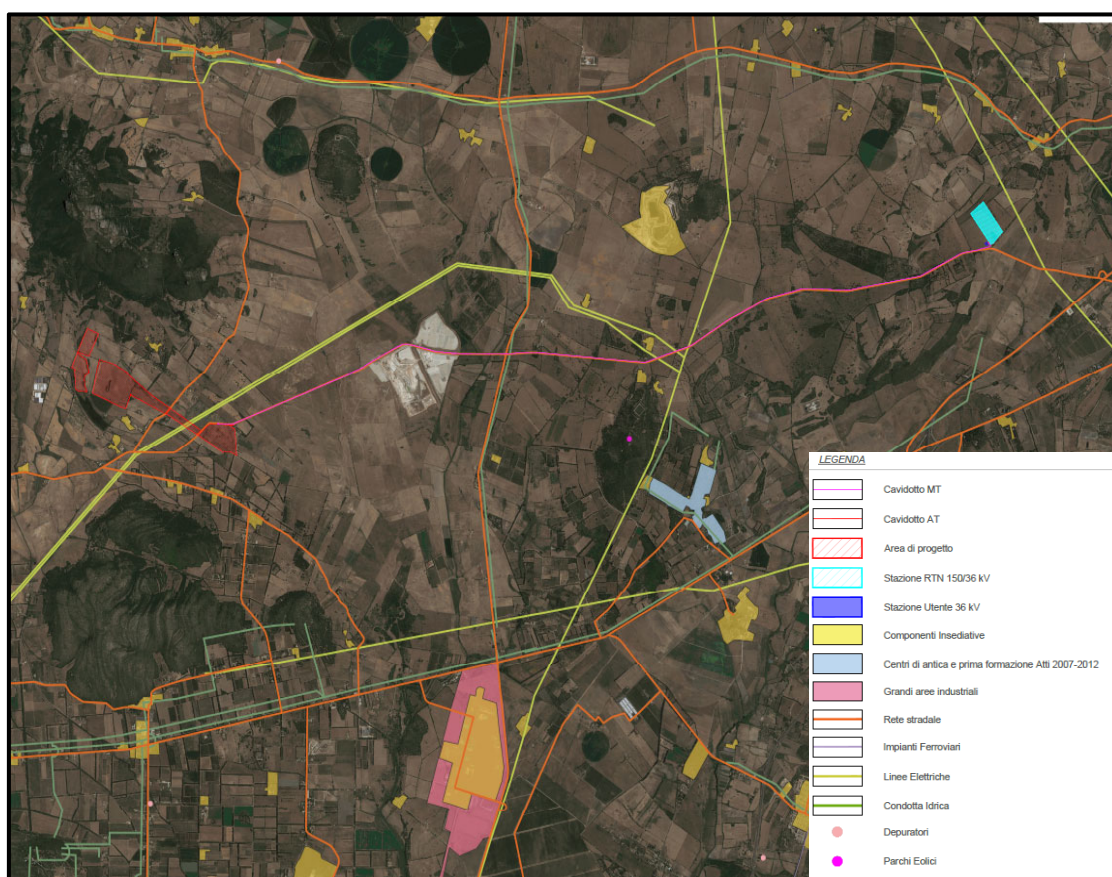 LEGENDA
Cavidotto MT
Cavidotto AT
Area di progetto
Stazione RTN 150/36 kV
Stazione Utente 36 kV
Componenti Insediative
Centri di antica e prima formazione Atti 2007-2012
Grandi aree industriali
Rete stradale
Impianti Ferroviari
Linee Elettriche
Condotta Idrica
Depuratori
Parchi Eolici